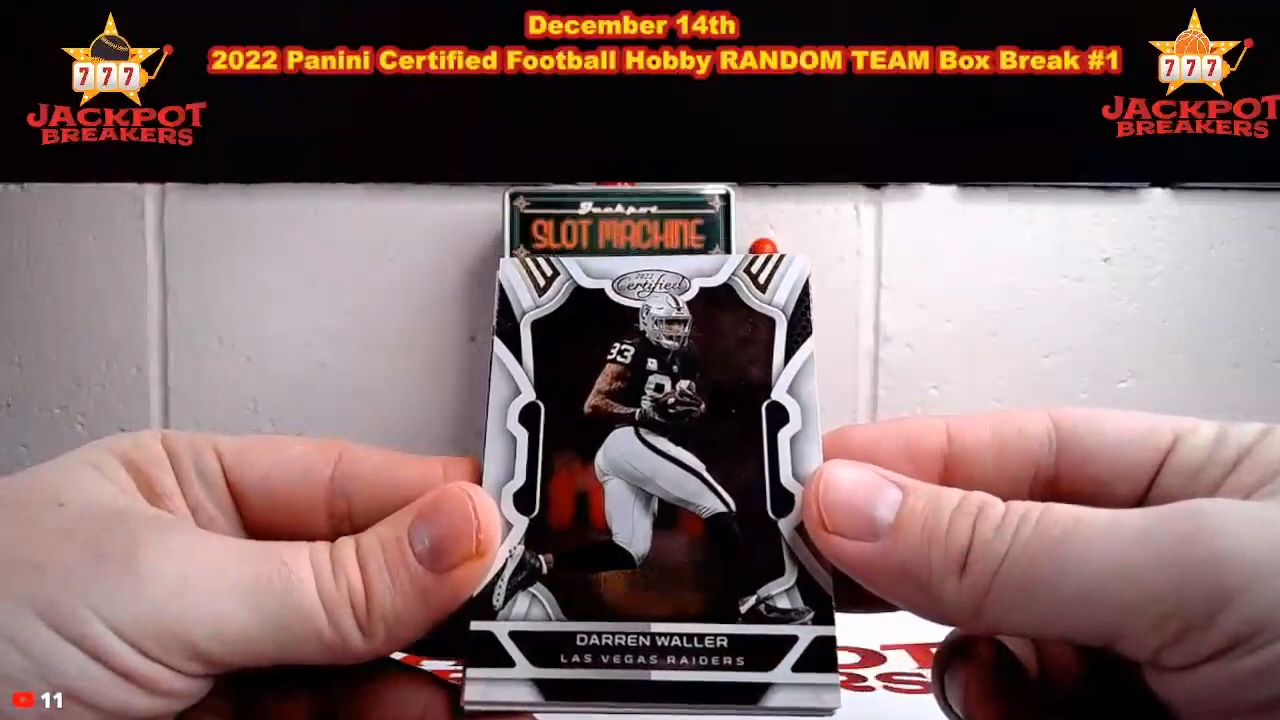 December 14th
2022 Panini Certified Football Hobby RANDOM TEAM Box Break #1
777
JACKPOT
BREAKERS
777
JACKPOT
BREAKERS
Jackpot
SLOT MACHINE
2022
Certified
83
DARREN WALLER
LAS VEGAS RAIDERS
11